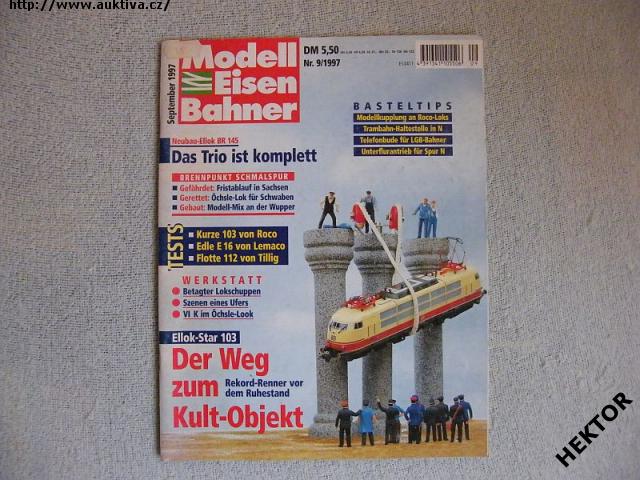 http://www.auktiva.cz/
September 1997
Modell
Eisen
Bahner
DM 5,50
Nr. 9/1997
Neubau-Ellok BR 145
Das Trio ist komplett
BRENNPUNKT SCHMALSPUR
Gefährdet: Fristablauf in Sachsen
Gerettet: Öchsle-Lok für Schwaben
Gebaut: Modell-Mix an der Wupper
TESTS
Kurze 103 von Roco
Edle E 16 von Lemaco
Flotte 112 von Tillig
WERKSTATT
Betagter Lokschuppen
Szenen eines Ufers
VI K im Öchsle-Look
Ellok-Star 103
Der Weg
zum
Rekord-Renner vor
dem Ruhestand
Kult-Objekt
BASTELTIPS
Modellkupplung an Roco-Loks
Trambahn-Haltestelle in N
Telefonbude für LGB-Bahner
Unterflurantrieb für Spur N
HEKTOR